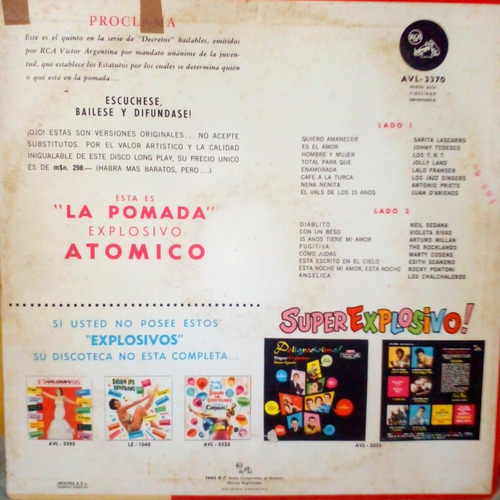 PROCLAMA
Este es el quinto en la serie de "Decretos" bailables, emitidos
por RCA Victor Argentina por mandato unánime de la juven-
tud, que establece los Estatutos por los cuales se determina quién
o qué está en la pomada...
ESCUCHESE,
BAILESE Y DIFUNDASE!
¡OJO! ESTAS SON VERSIONES ORIGINALES... NO ACEPTE
SUBSTITUTOS. POR EL VALOR ARTISTICO Y LA CALIDAD
INIGUALABLE DE ESTE DISCO LONG PLAY, SU PRECIO UNICO
ES DE m$n. 298.— (HABRA MAS BARATOS, PERO...)
ESTA ES
"LA POMADA"
EXPLOSIVO
ATOMICO
RCA
AVL-3370
NUEVA ALTA
FIDELIDAD
ORTOFONICA
LADO 1
QUIERO AMANECER SARITA LASCARRO
ES EL AMOR JOHNY TEDESCO
HOMBRE Y MUJER LOS T. N. T.
TOTAL PARA QUE JOLLY LAND
ENAMORADA LALO FRANSEN
CAFE A LA TURCA LOS JAZZ SINGERS
NENA NENITA ANTONIO PRIETO
EL VALS DE LOS 15 AÑOS JUAN D'ARIENZO
LADO 2
DIABLITO NEIL SEDAKA
CON UN BESO VIOLETA RIVAS
15 AÑOS TIENE MI AMOR ARTURO MILLAN
FUGITIVA THE ROCKLANDS
COMO JUDAS MARTY COSENS
ESTA ESCRITO EN EL CIELO EDITH SCANDRO
ESTA NOCHE MI AMOR, ESTA NOCHE ROCKY PONTONI
ANGELICA LOS CHALCHALEROS
SI USTED NO POSEE ESTOS
"EXPLOSIVOS"
SU DISCOTECA NO ESTA COMPLETA...
SUPER EXPLOSIVO!
EXPLOSIVOS
Carnaval!
Peligrosísimo!
AVL-3295
LZ-1043
AVL-3323